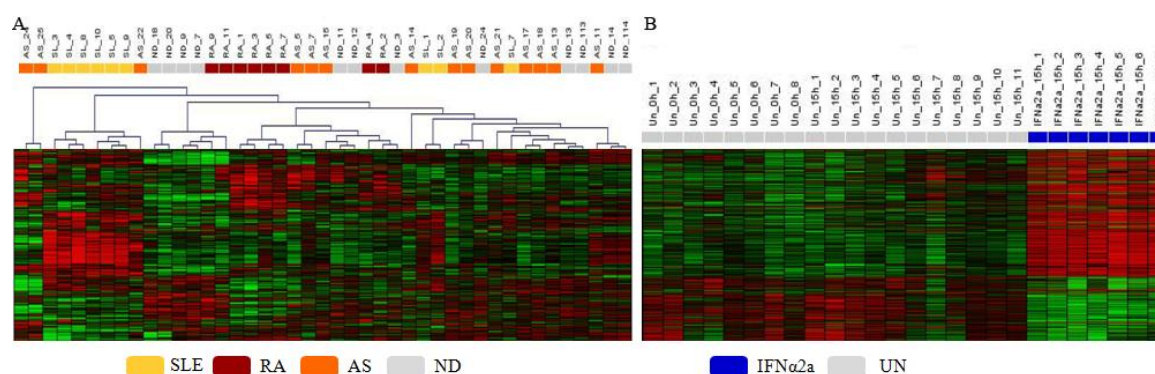 A
AS_24
AS_25
SL_3
SL_4
SL_8
SL_10
SL_5
SL_9
AS_22
ND_18
ND_20
ND_9
ND_7
RA_9
RA_11
RA_1
RA_3
RA_5
RA_7
AS_5
AS_7
AS_15
ND_11
ND_12
RA_4
RA_2
ND_3
AS_14
SL_1
SL_2
AS_19
AS_20
ND_24
AS_21
SL_7
AS_17
AS_18
AS_13
ND_13
ND_113
AS_11
ND_14
ND_114
SLE
RA
AS
ND
B
Un_0h_1
Un_0h_2
Un_0h_3
Un_0h_4
Un_0h_5
Un_0h_6
Un_0h_7
Un_0h_8
Un_15h_1
Un_15h_2
Un_15h_3
Un_15h_4
Un_15h_5
Un_15h_6
Un_15h_7
Un_15h_8
Un_15h_9
Un_15h_10
Un_15h_11
IFNa2a_15h_1
IFNa2a_15h_2
IFNa2a_15h_3
IFNa2a_15h_4
IFNa2a_15h_5
IFNa2a_15h_6
IFNα2a
UN